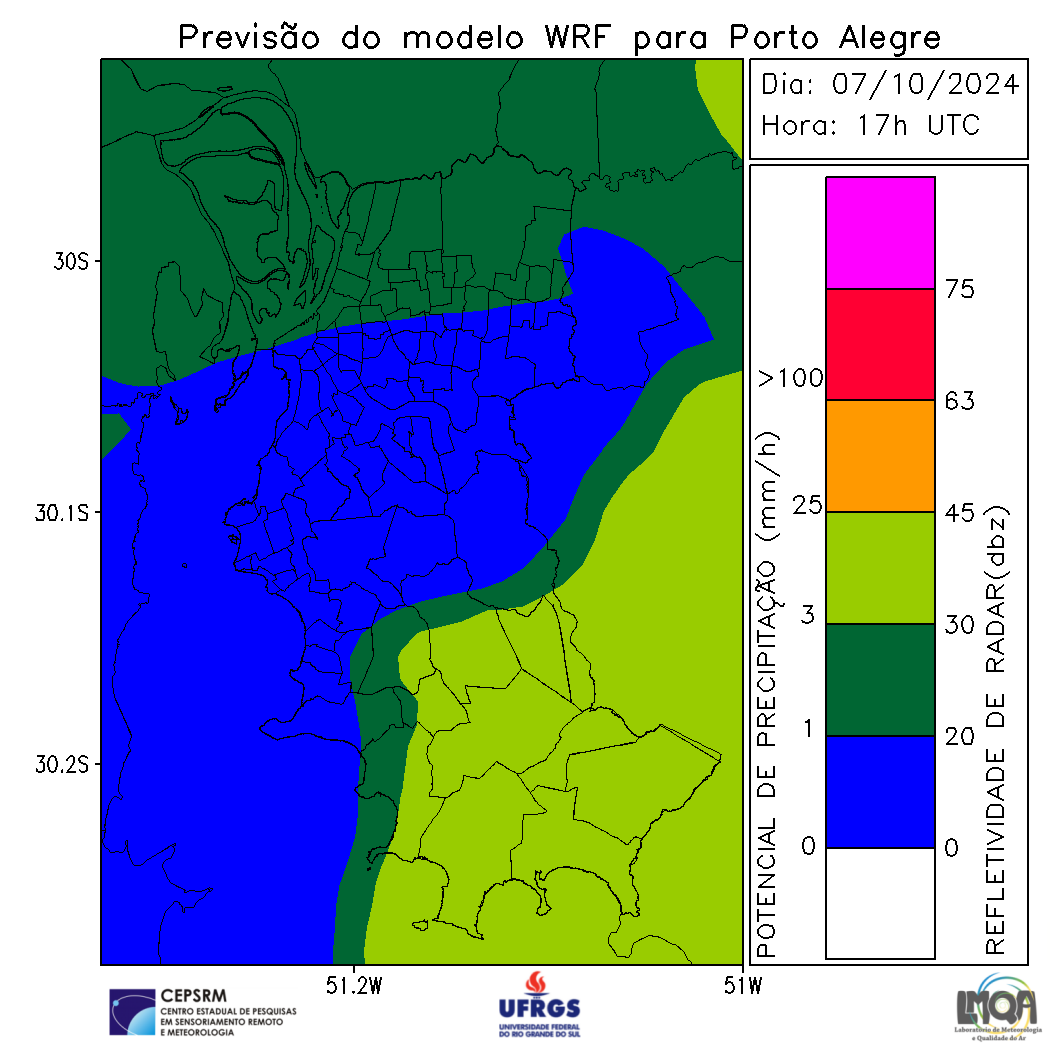 Previsão do modelo WRF para Porto Alegre
Dia: 07/10/2024
Hora: 17h UTC
30S
30.1S
30.2S
51.2W
51W
POTENCIAL DE PRECIPITAÇÃO (mm/h)
>100
25
3
1
0
75
63
45
30
20
0
REFLETIVIDADE DE RADAR(dbz)
CEPSRM
CENTRO ESTADUAL DE PESQUISAS
EM SENSORIAMENTO REMOTO
E METEOROLOGIA
UFRGS
UNIVERSIDADE FEDERAL
DO RIO GRANDE DO SUL
LMQA
Laboratório de Meteorologia
e Qualidade do Ar